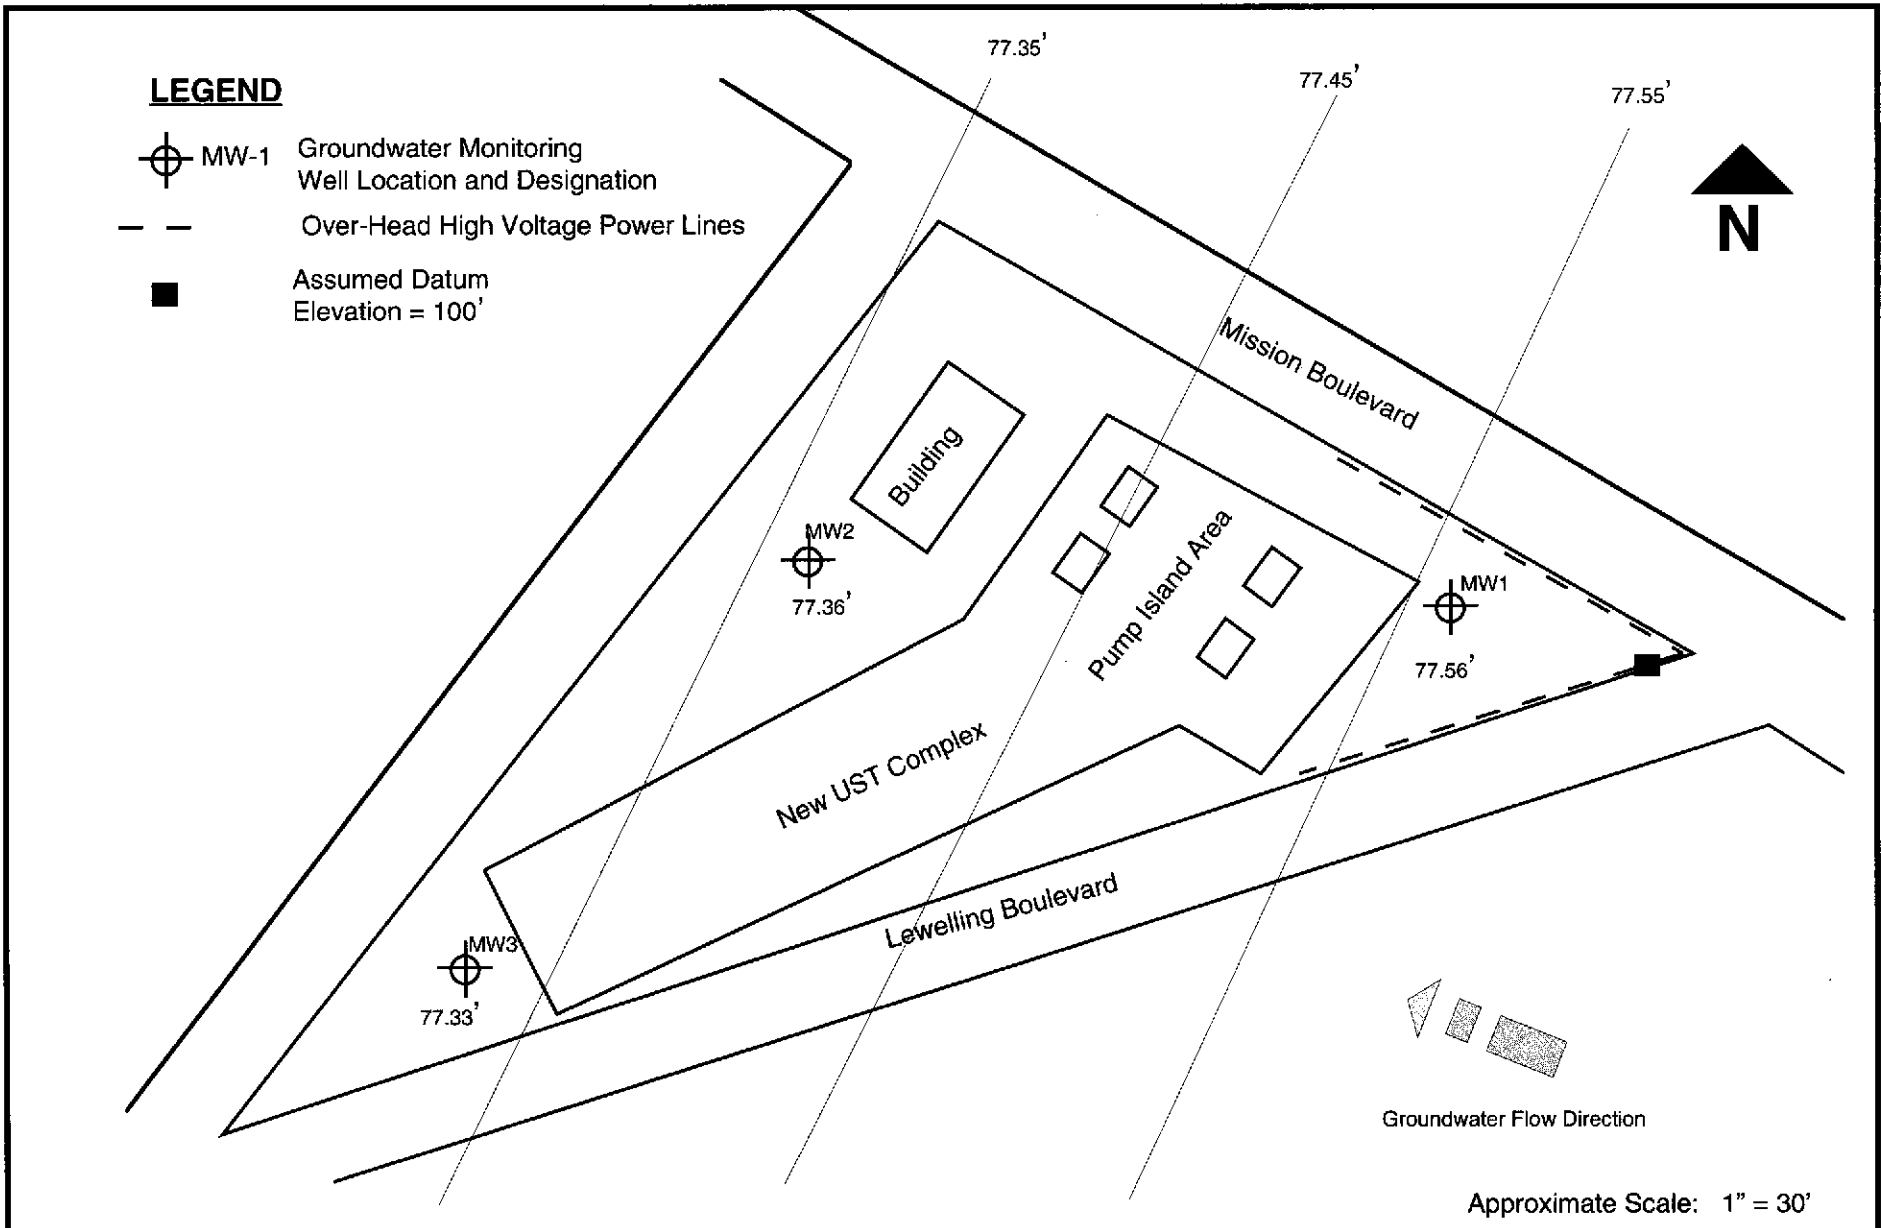 77.35'
77.45'
77.55'
LEGEND
MW-1
Groundwater Monitoring
Well Location and Designation
Over-Head High Voltage Power Lines
Assumed Datum
Elevation = 100'
N
Mission Boulevard
Building
MW2
77.36'
Pump Island Area
MW1
77.56'
New UST Complex
Lewelling Boulevard
MW3
77.33'
Groundwater Flow Direction
Approximate Scale: 1" = 30'